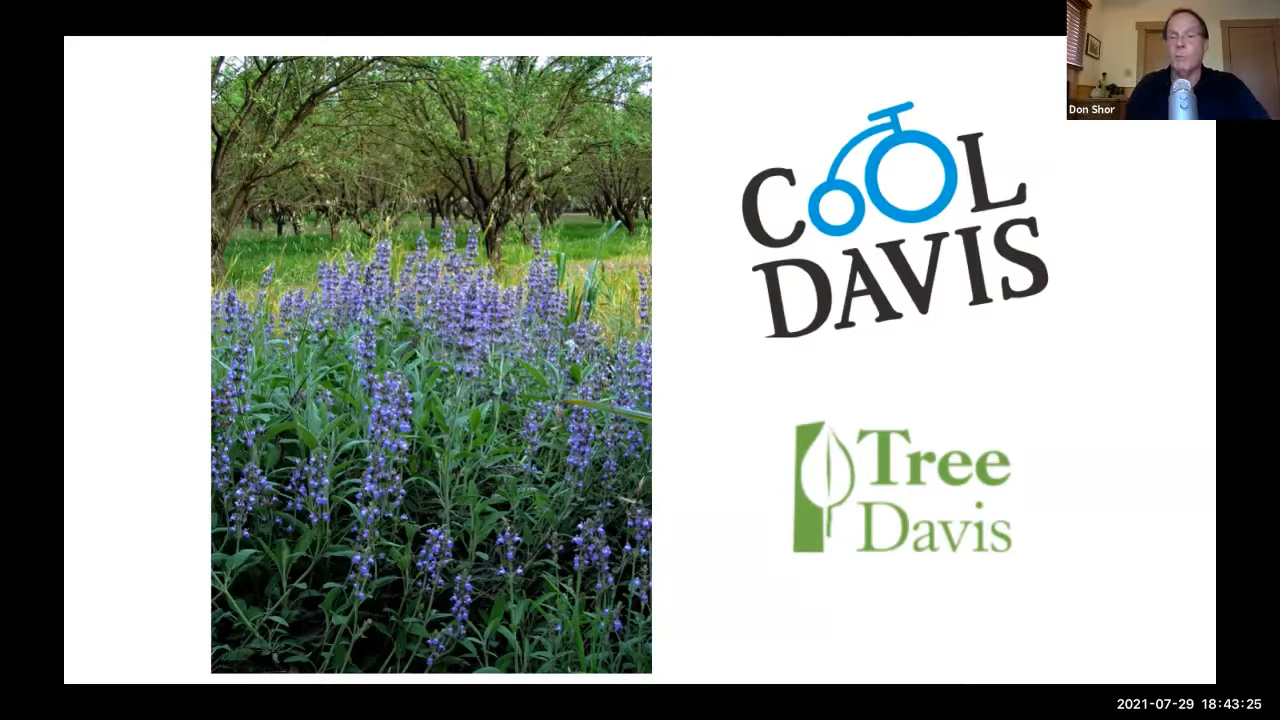 Don Shor
COOL
DAVIS
Tree
Davis
2021-07-29 18:43:25